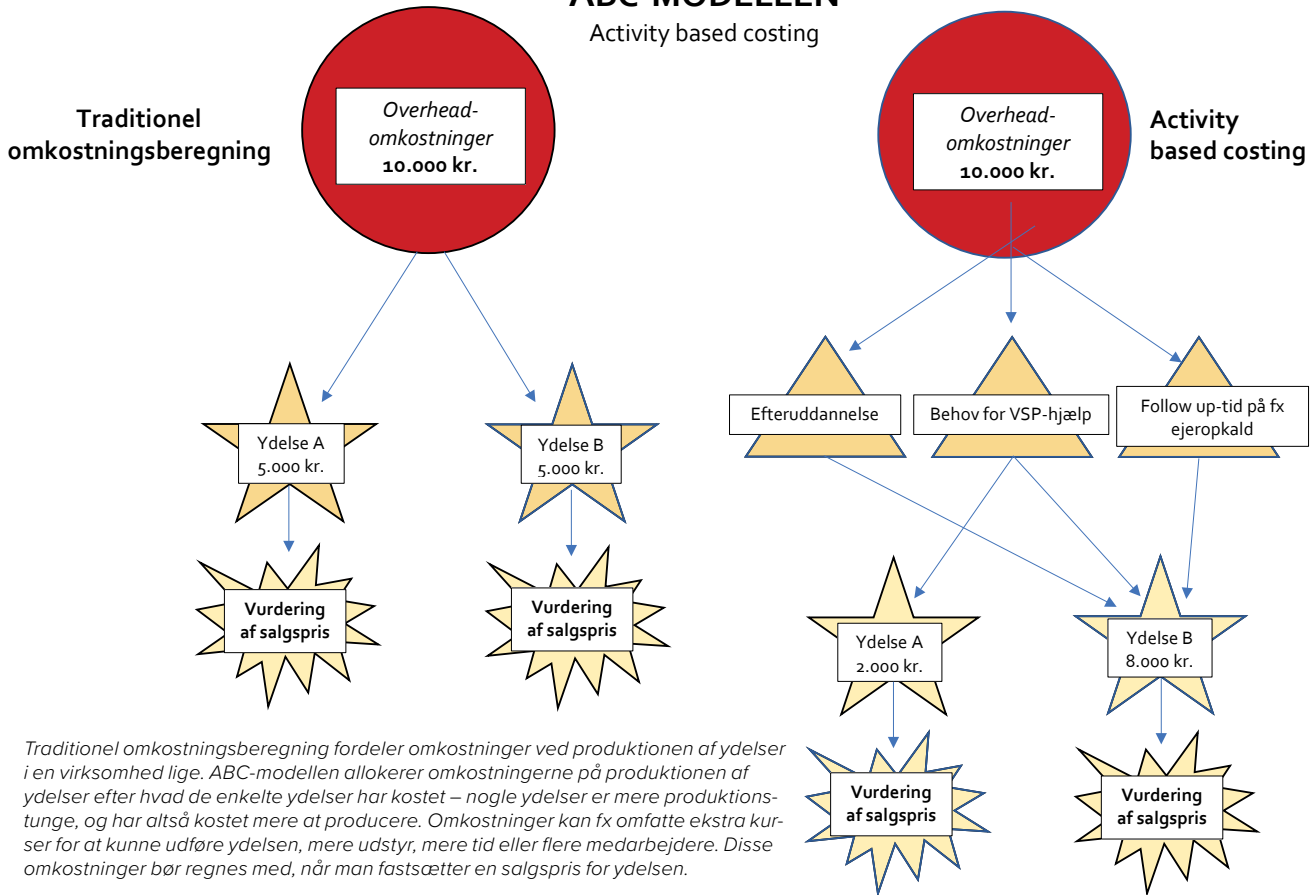 ABC-MODELLEN
Activity based costing
Traditionel
omkostningsberegning
Overhead-
omkostninger
10.000 kr.
Ydelse A
5.000 kr.
Ydelse B
5.000 kr.
Vurdering
af salgspris
Vurdering
af salgspris
Activity
based costing
Overhead-
omkostninger
10.000 kr.
Efteruddannelse
Behov for VSP-hjælp
Follow up-tid på fx
ejeropkald
Ydelse A
2.000 kr.
Ydelse B
8.000 kr.
Vurdering
af salgspris
Vurdering
af salgspris
Traditionel omkostningsberegning fordeler omkostninger ved produktionen af ydelser
i en virksomhed lige. ABC-modellen allokerer omkostningerne på produktionen af
ydelser efter hvad de enkelte ydelser har kostet – nogle ydelser er mere produktions-
tunge, og har altså kostet mere at producere. Omkostninger kan fx omfatte ekstra kur-
ser for at kunne udføre ydelsen, mere udstyr, mere tid eller flere medarbejdere. Disse
omkostninger bør regnes med, når man fastsætter en salgspris for ydelsen.